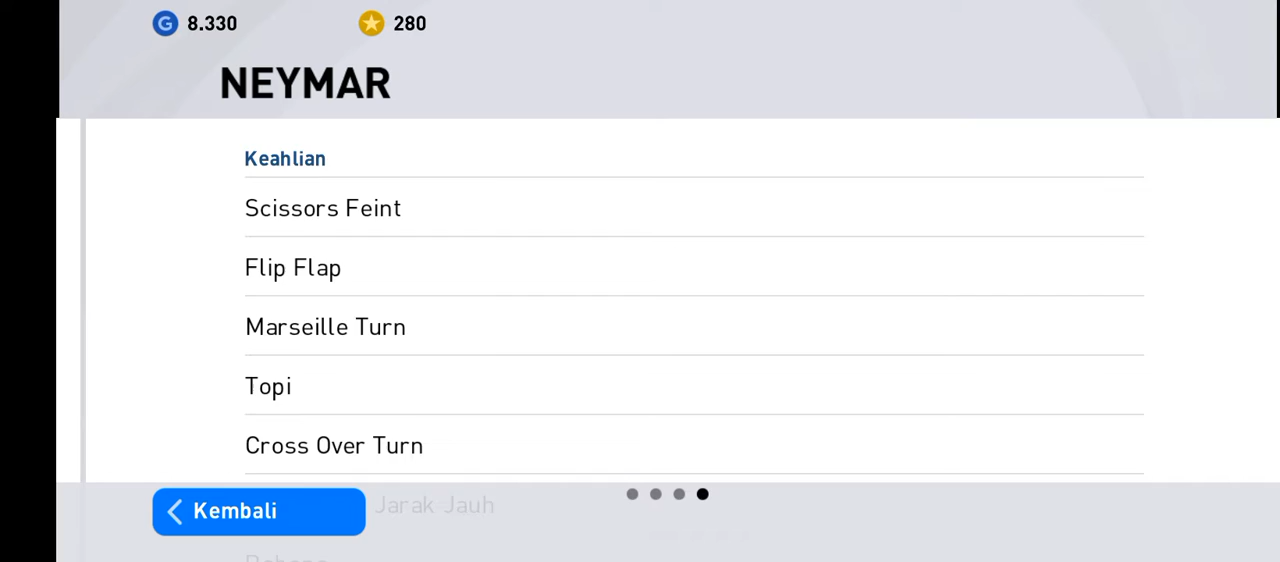 8.330 280
NEYMAR
Keahlian
Scissors Feint
Flip Flap
Marseille Turn
Topi
Cross Over Turn
Jarak Jauh
Kembali